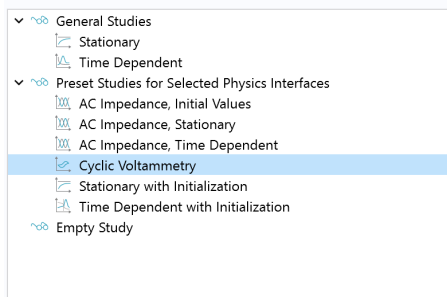 General Studies
Stationary
Time Dependent
Preset Studies for Selected Physics Interfaces
AC Impedance, Initial Values
AC Impedance, Stationary
AC Impedance, Time Dependent
Cyclic Voltammetry
Stationary with Initialization
Time Dependent with Initialization
Empty Study